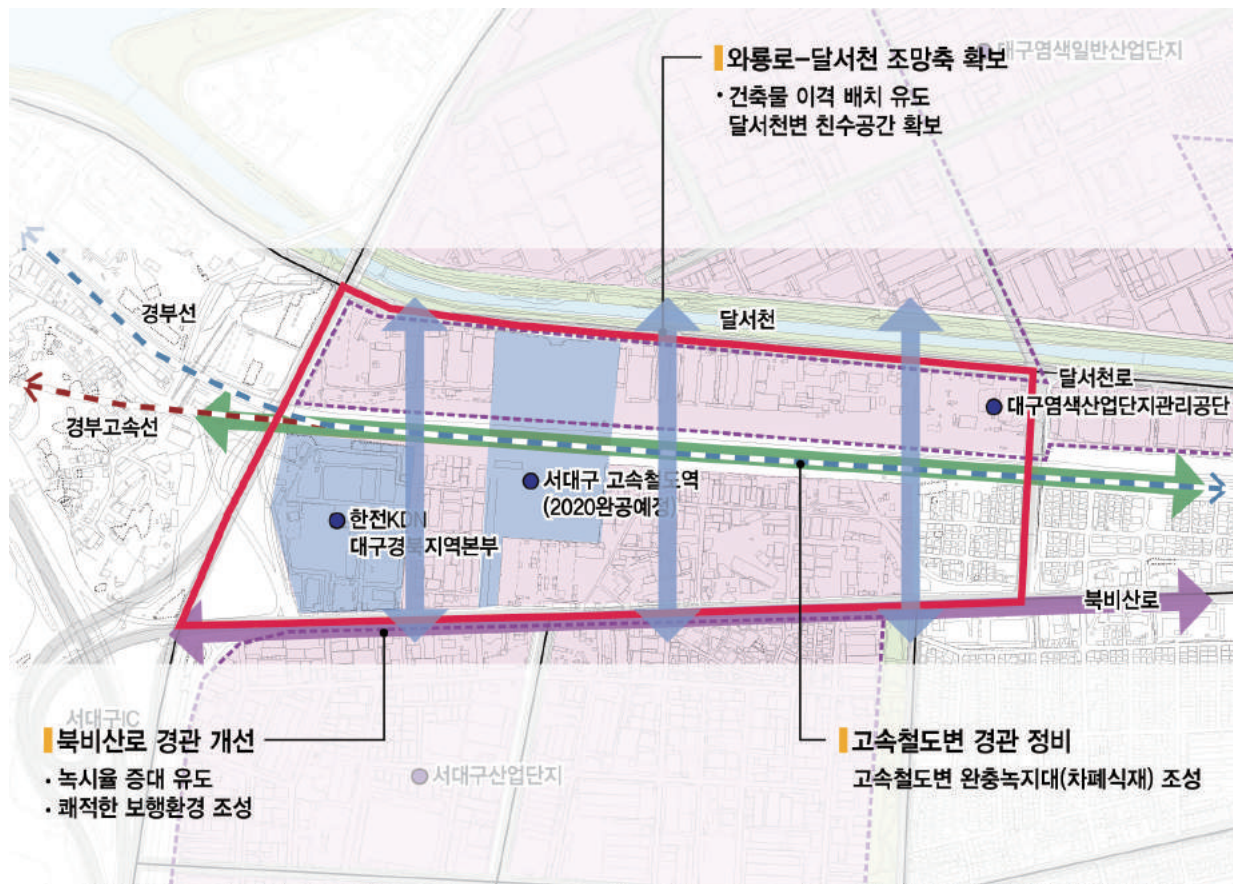 와룡로-달서천 조망축 확보
· 건축물 이격 배치 유도
달서천변 친수공간 확보
대구염색일반산업단지
경부선
달서천
달서천로
대구염색산업단지관리공단
경부고속선
서대구 고속철도역
(2020완공예정)
한전KDN
대구경북지역본부
북비산로
서대구IC
북비산로 경관 개선
· 녹시율 증대 유도
· 쾌적한 보행환경 조성
서대구산업단지
고속철도변 경관 정비
고속철도변 완충녹지대(차폐식재) 조성